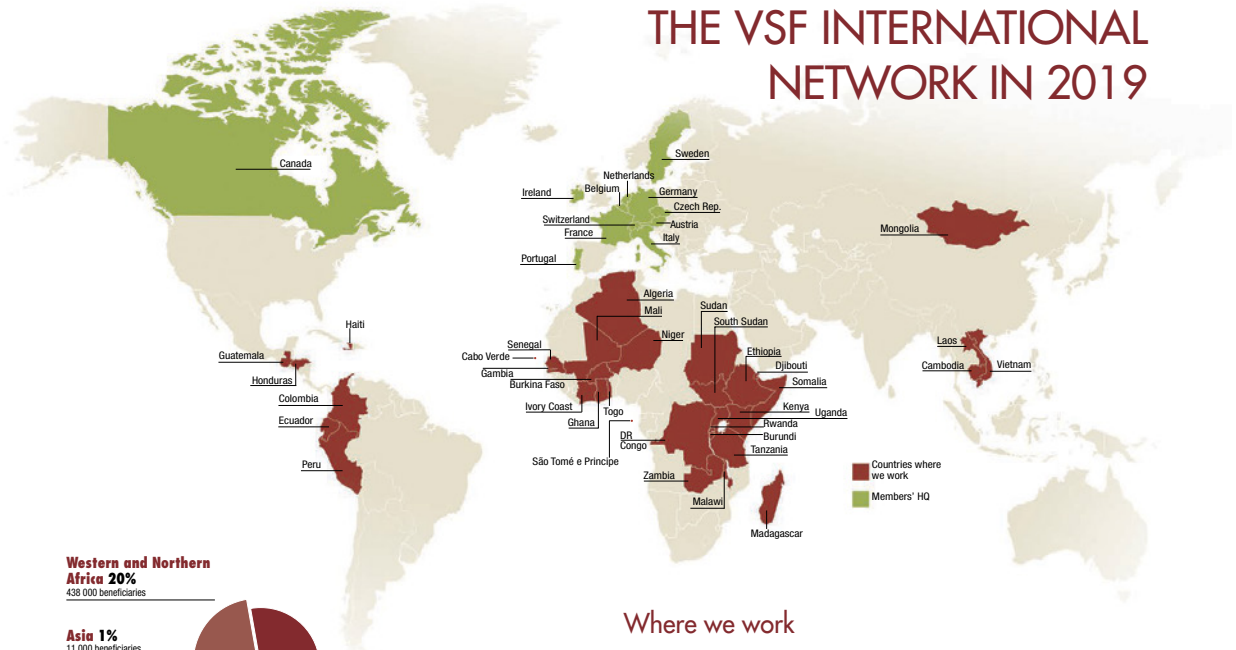 THE VSF INTERNATIONAL
NETWORK IN 2019
Canada
Sweden
Netherlands
Belgium
Ireland
Germany
Czech Rep.
Switzerland
Austria
France
Italy
Portugal
Mongolia
Algeria
Mali
Niger
Sudan
South Sudan
Haiti
Guatemala
Honduras
Colombia
Ecuador
Peru
Senegal
Cabo Verde
Gambia
Burkina Faso
Ivory Coast
Ghana
Togo
São Tomé e Principe
DR
Congo
Ethiopia
Djibouti
Somalia
Kenya
Uganda
Rwanda
Burundi
Tanzania
Zambia
Malawi
Madagascar
Laos
Cambodia
Vietnam
Countries where
we work
Members' HQ
Western and Northern
Africa 20%
438 000 beneficiaries
Asia 1%
11 000 beneficiaries
Where we work